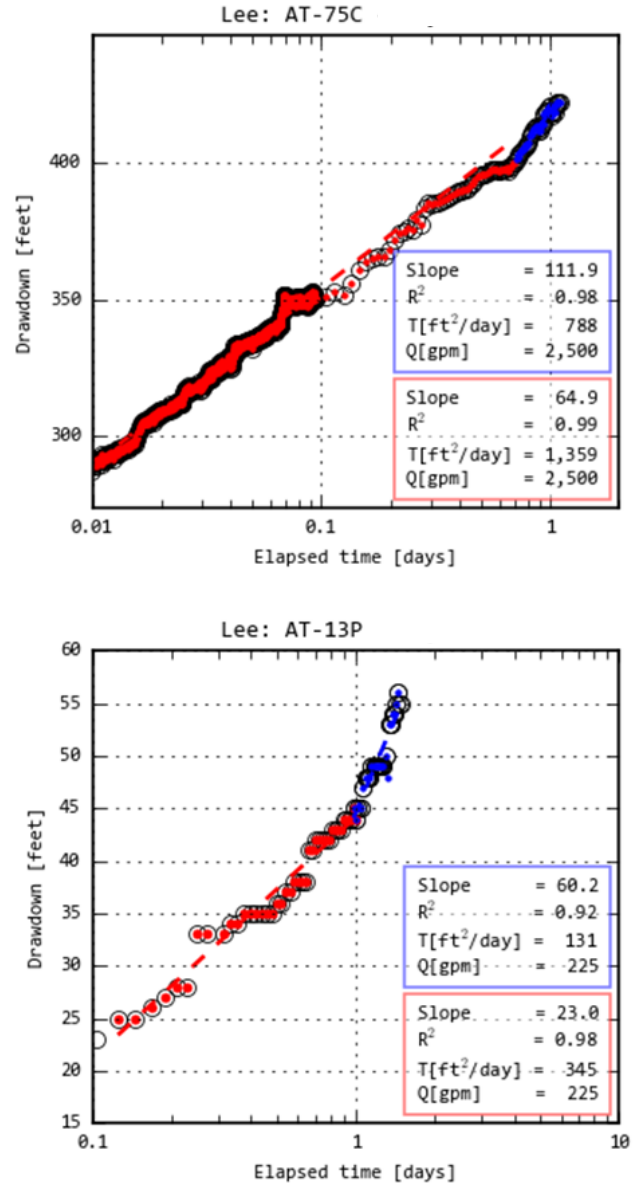 Lee: AT-75C
Drawdown [feet]
400
350
300
Slope = 111.9
R² = 0.98
T[ft²/day] = 788
Q[gpm] = 2,500
Slope = 64.9
R² = 0.99
T[ft²/day] = 1,359
Q[gpm] = 2,500
0.01 0.1 1
Elapsed time [days]
Lee: AT-13P
Drawdown [feet]
60
55
50
45
40
35
30
25
20
15
Slope = 60.2
R² = 0.92
T[ft²/day] = 131
Q[gpm] = 225
Slope = 23.0
R² = 0.98
T[ft²/day] = 345
Q[gpm] = 225
0.1 1 10
Elapsed time [days]